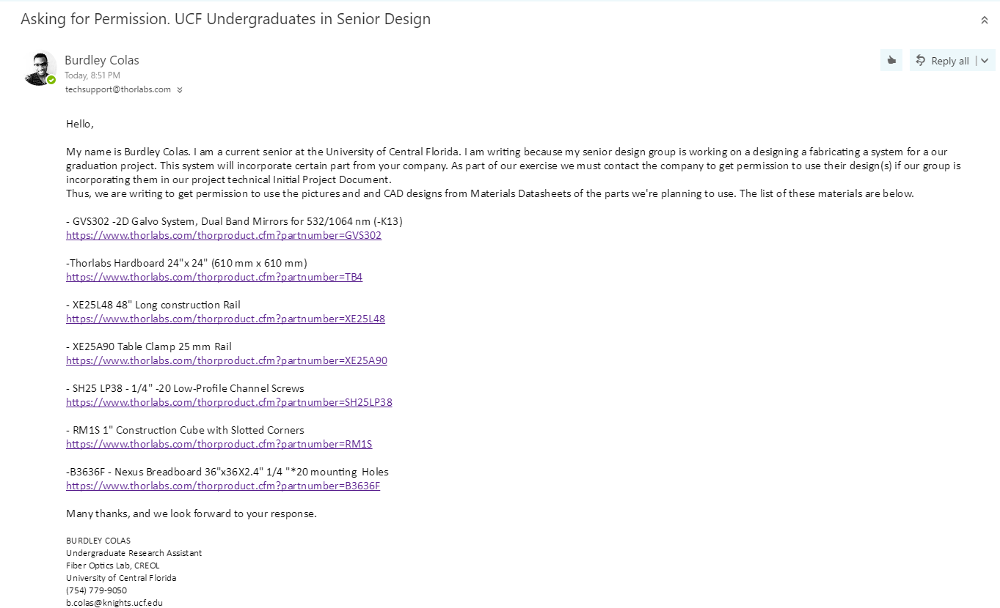 Asking for Permission. UCF Undergraduates in Senior Design
Burdley Colas
Today, 8:51 PM
techsupport@thorlabs.com
Reply all
Hello,
My name is Burdley Colas. I am a current senior at the University of Central Florida. I am writing because my senior design group is working on a designing a fabricating a system for a our
graduation project. This system will incorporate certain part from your company. As part of our exercise we must contact the company to get permission to use their design(s) if our group is
incorporating them in our project technical Initial Project Document.
Thus, we are writing to get permission to use the pictures and and CAD designs from Materials Datasheets of the parts we're planning to use. The list of these materials are below.
- GVS302 -2D Galvo System, Dual Band Mirrors for 532/1064 nm (-K13)
https://www.thorlabs.com/thorproduct.cfm?partnumber=GVS302
-Thorlabs Hardboard 24"x 24" (610 mm x 610 mm)
https://www.thorlabs.com/thorproduct.cfm?partnumber=TB4
- XE25L48 48" Long construction Rail
https://www.thorlabs.com/thorproduct.cfm?partnumber=XE25L48
- XE25A90 Table Clamp 25 mm Rail
https://www.thorlabs.com/thorproduct.cfm?partnumber=XE25A90
- SH25 LP38 - 1/4" -20 Low-Profile Channel Screws
https://www.thorlabs.com/thorproduct.cfm?partnumber=SH25LP38
- RM1S 1" Construction Cube with Slotted Corners
https://www.thorlabs.com/thorproduct.cfm?partnumber=RM1S
-B3636F - Nexus Breadboard 36"x36X2.4" 1/4 "*20 mounting  Holes
https://www.thorlabs.com/thorproduct.cfm?partnumber=B3636F
Many thanks, and we look forward to your response.
BURDLEY COLAS
Undergraduate Research Assistant
Fiber Optics Lab, CREOL
University of Central Florida
(754) 779-9050
b.colas@knights.ucf.edu